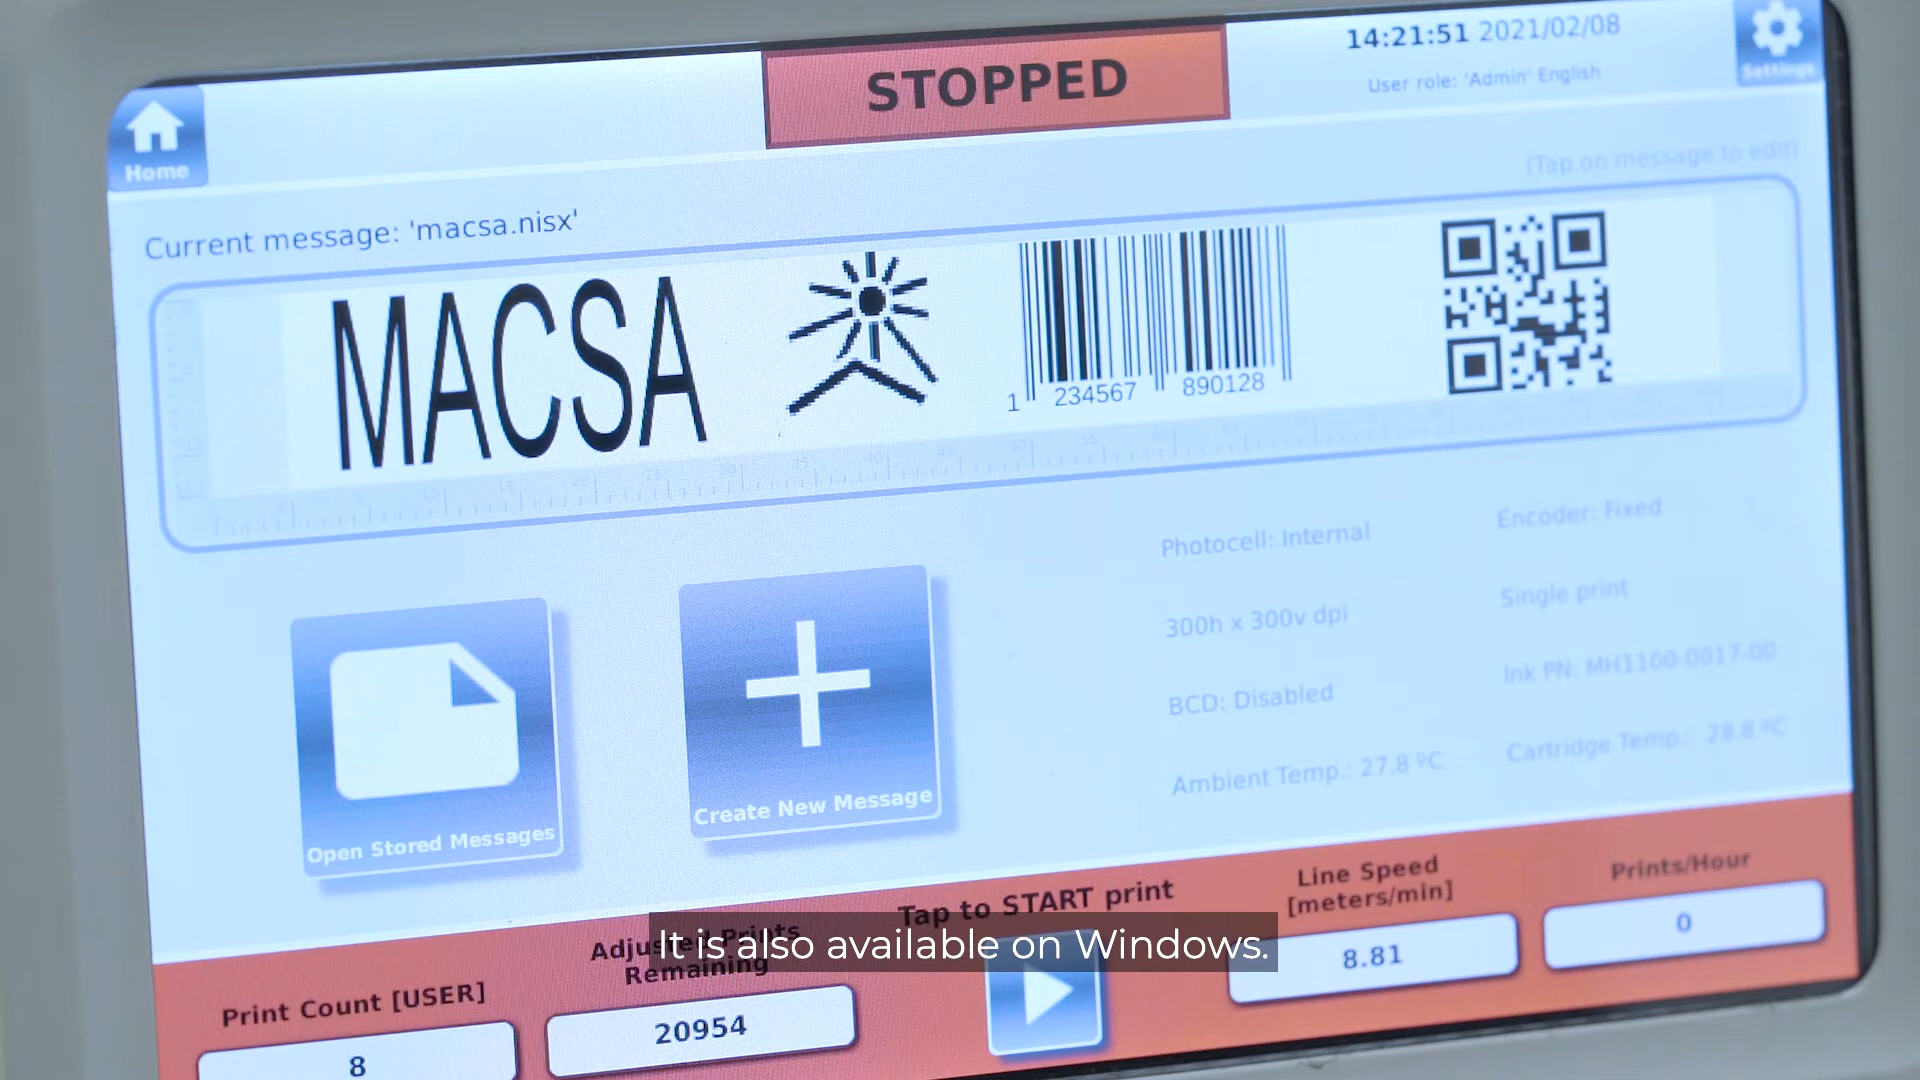 STOPPED
14:21:51 2021/02/08
User role: 'Admin' English
Settings
Home
(Tap on message to edit)
Current message: 'macsa.nisx'
MACSA
1 234567 890128
Photocell: Internal
Encoder: Fixed
300h x 300v dpi
Single print
BCD: Disabled
Ink PN: MH1100-0017-00
Ambient Temp.: 27.8 ºC
Cartridge Temp.: 28.8 ºC
Open Stored Messages
Create New Message
Print Count [USER]
8
Adjusted Prints
Remaining
20954
Tap to START print
Line Speed
[meters/min]
8.81
Prints/Hour
0
It is also available on Windows.